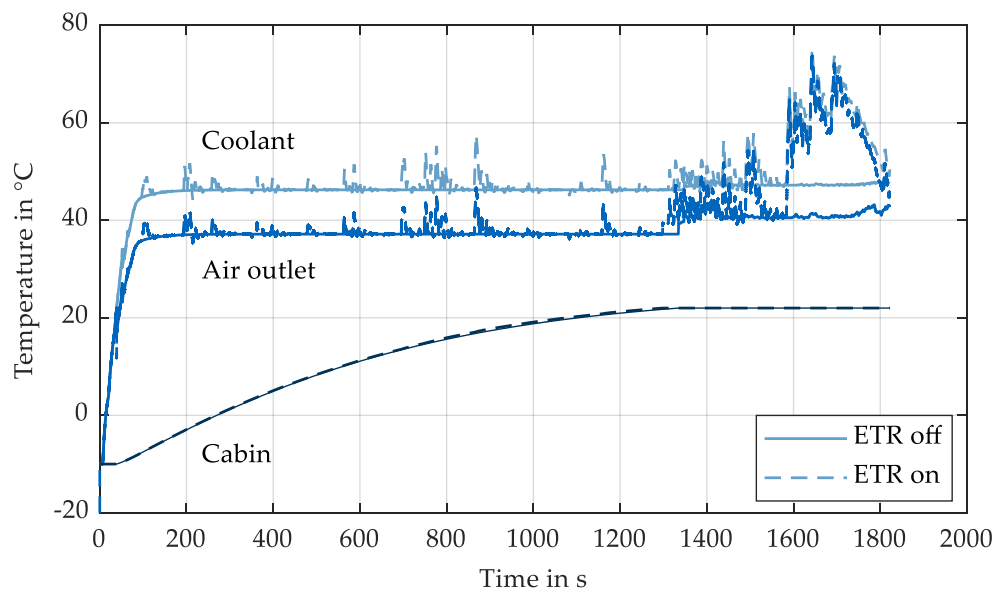 80
60
40
20
0
-20
Temperature in °C
Coolant
Air outlet
Cabin
ETR off
ETR on
0 200 400 600 800 1000 1200 1400 1600 1800 2000
Time in s